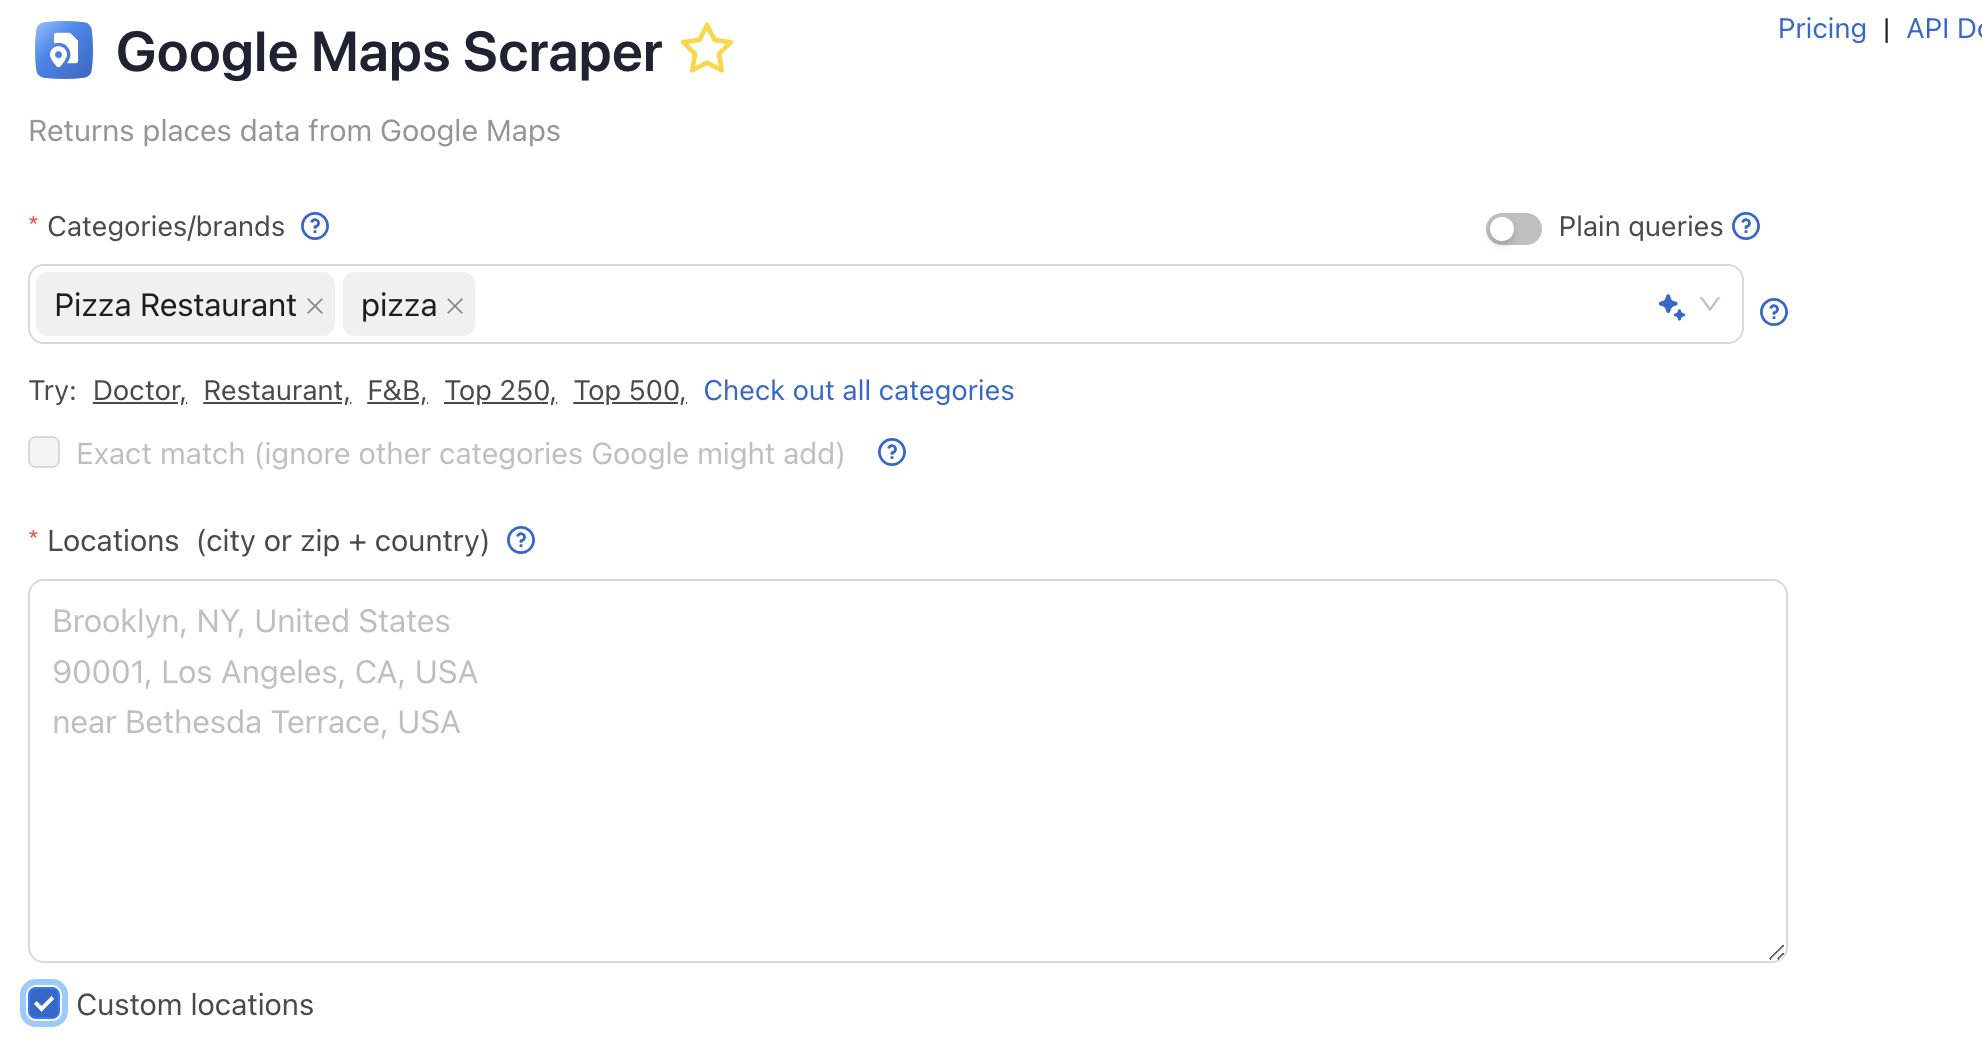 Google Maps Scraper
Pricing | API Do
Returns places data from Google Maps
* Categories/brands ?
Plain queries ?
Pizza Restaurant × pizza ×
?
Try: Doctor, Restaurant, F&B, Top 250, Top 500, Check out all categories
Exact match (ignore other categories Google might add) ?
* Locations (city or zip + country) ?
Brooklyn, NY, United States
90001, Los Angeles, CA, USA
near Bethesda Terrace, USA
Custom locations